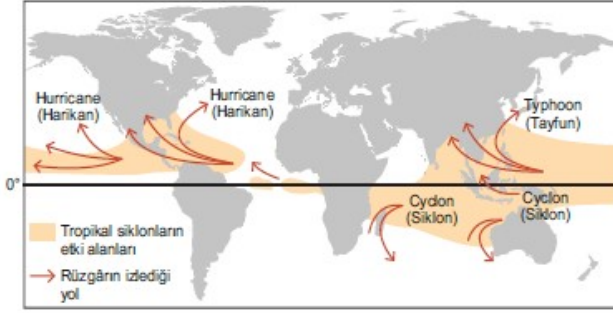 Hurricane
(Harikan)
Hurricane
(Harikan)
Typhoon
(Tayfun)
0°
Cyclon
(Siklon)
Cyclon
(Siklon)
Tropikal siklonların
etki alanları
Rüzgârın izlediği
yol